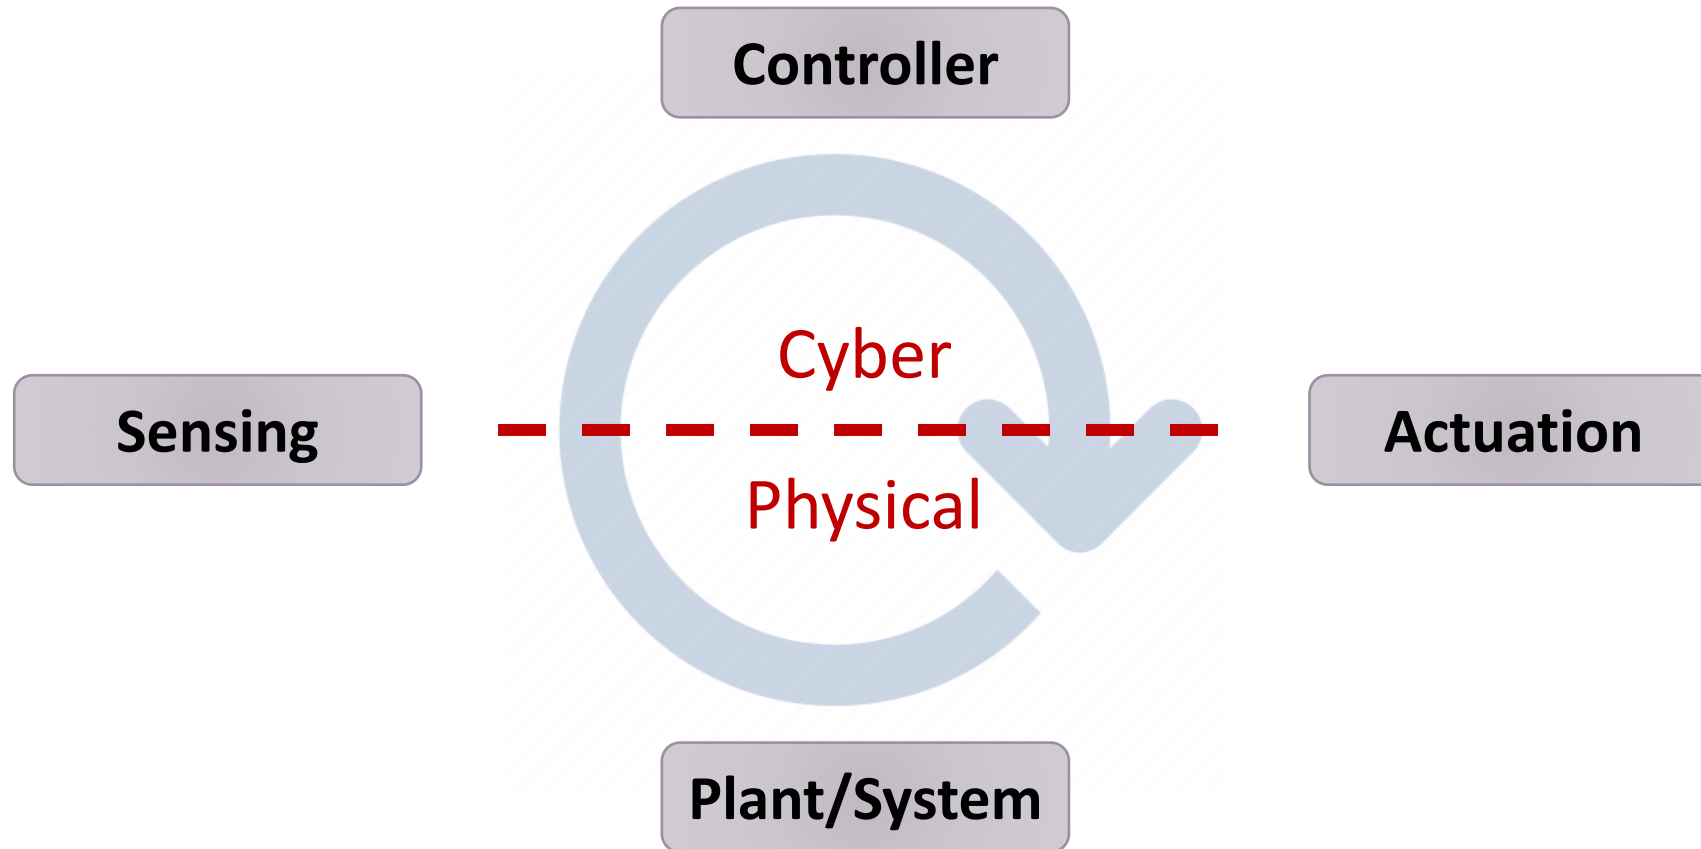 Controller
Cyber
Sensing
Actuation
Physical
Plant/System